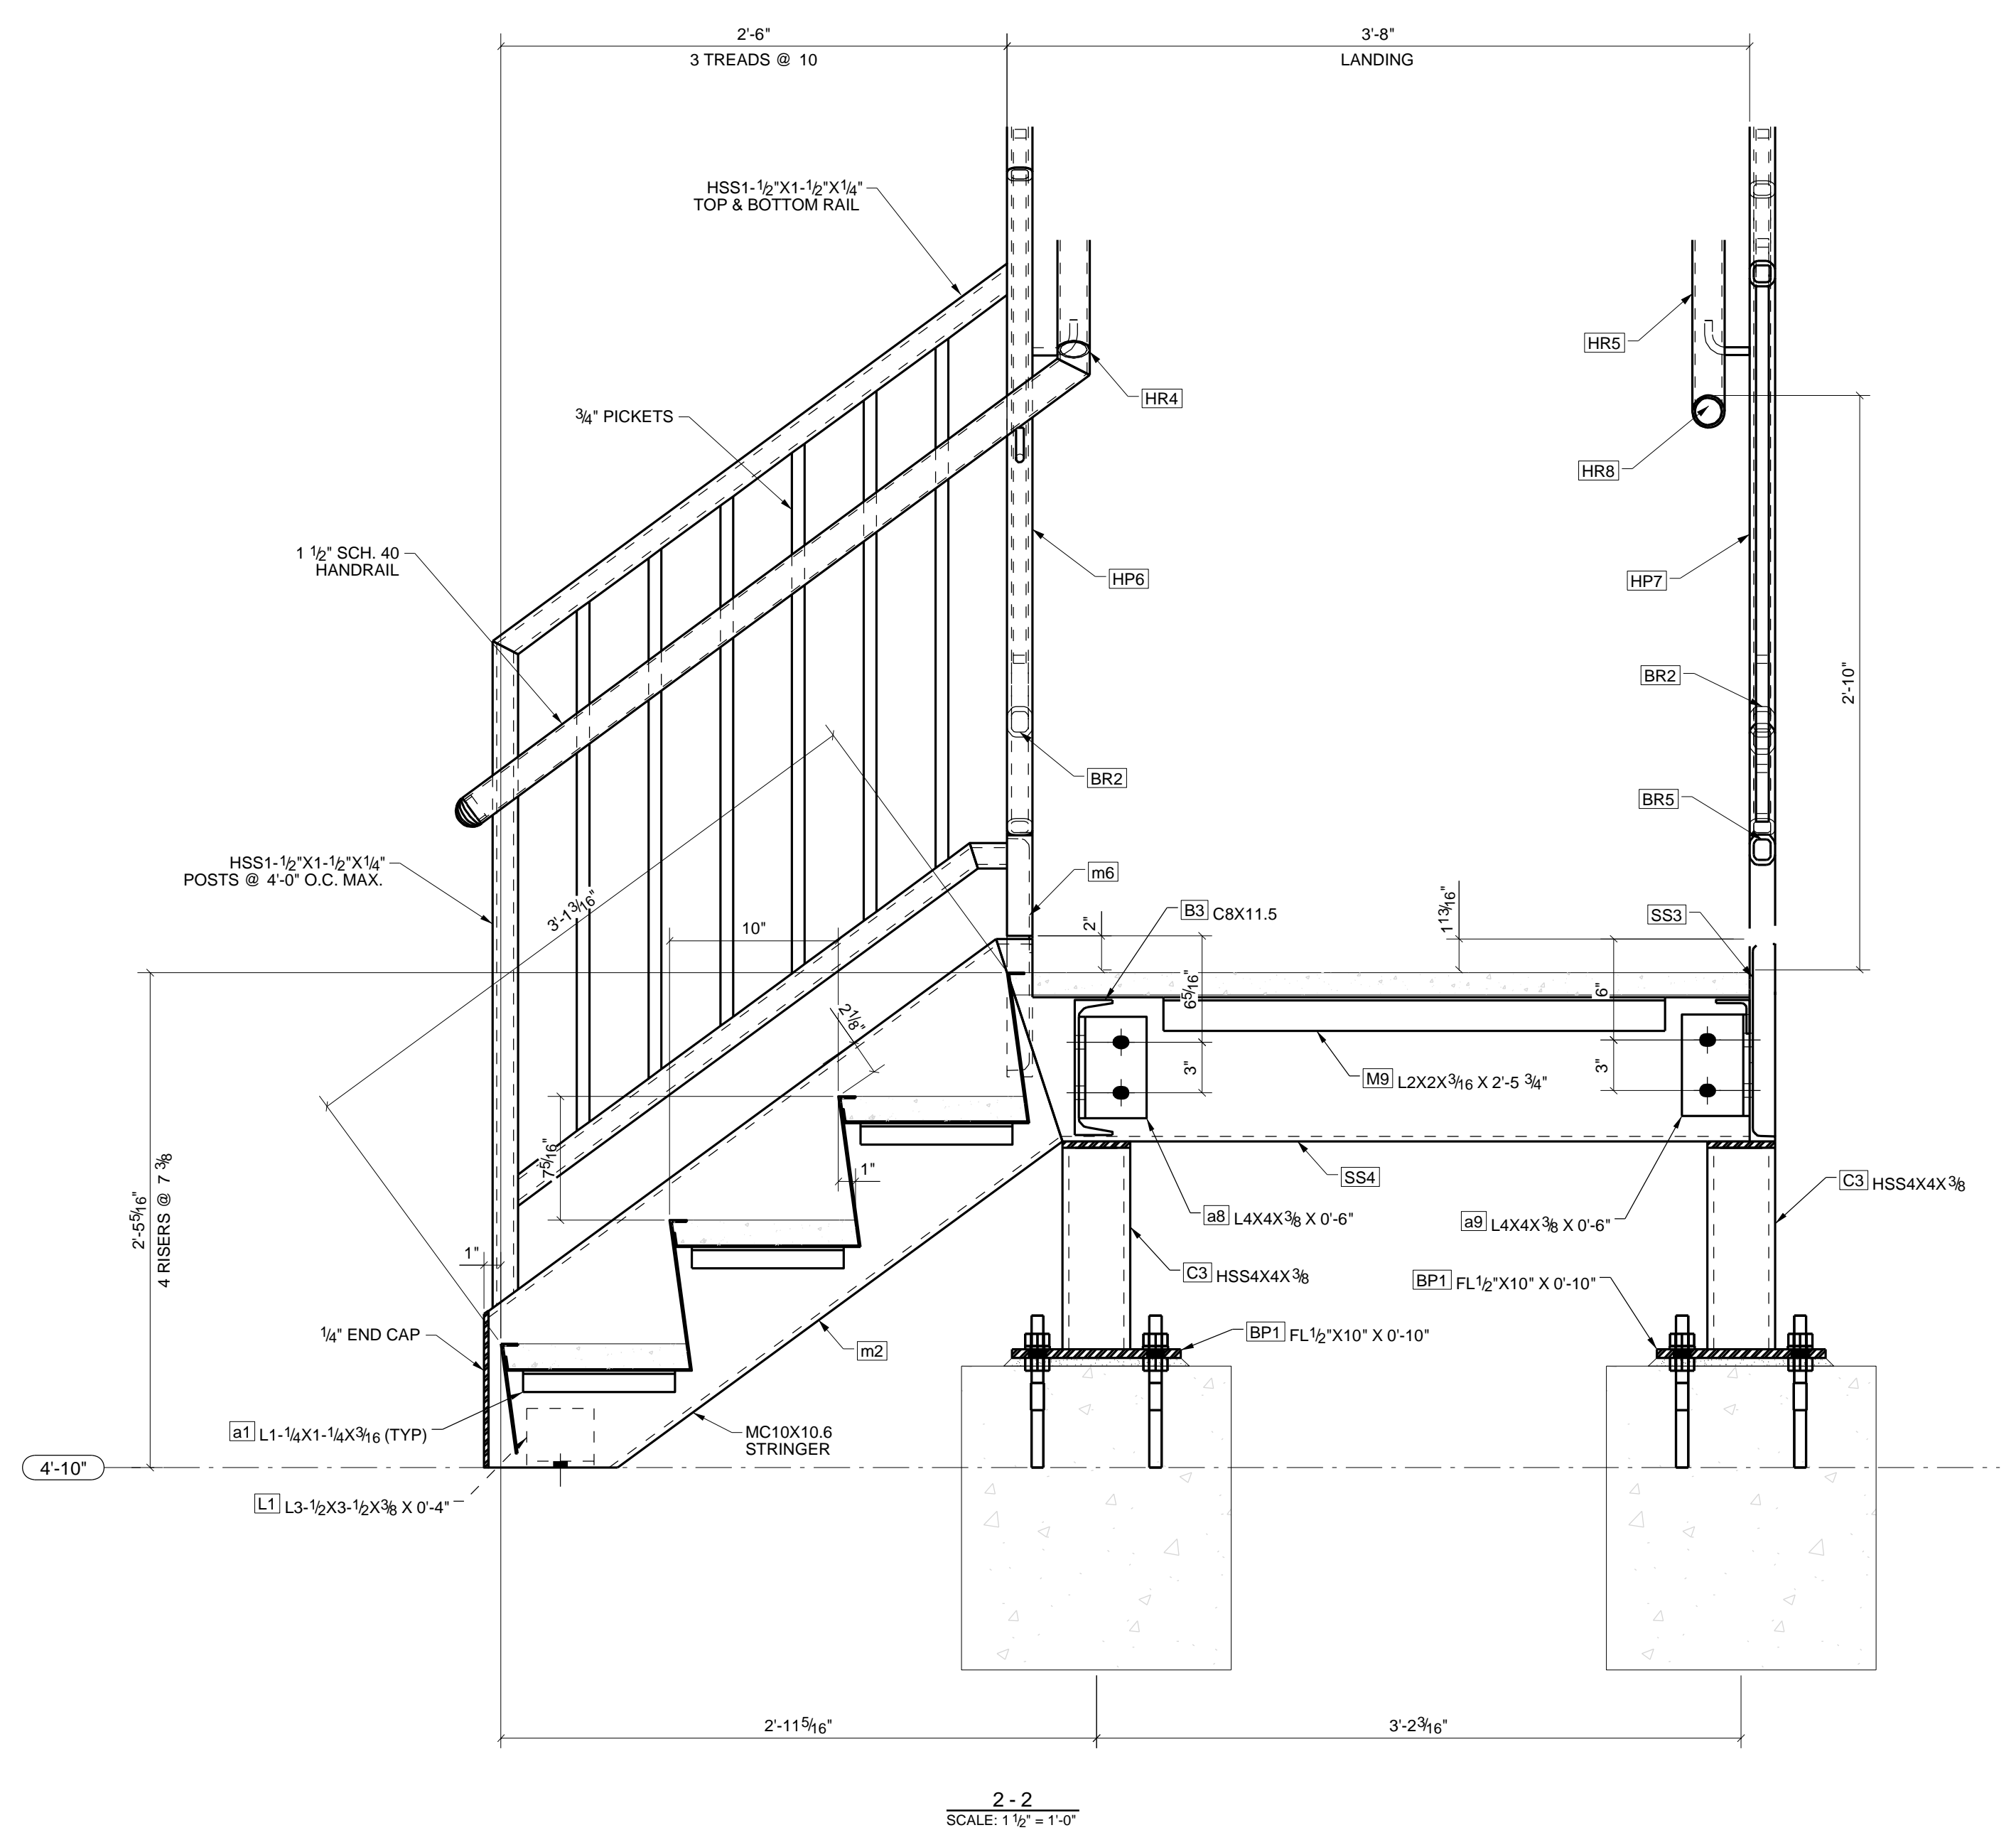 2'-6"
3 TREADS @ 10
3'-8"
LANDING
HSS1-1/2"X1-1/2"X1/4"
TOP & BOTTOM RAIL
HR5
HR4
3/4" PICKETS
HR8
1 1/2" SCH. 40
HANDRAIL
HP6
HP7
BR2
2'-10"
BR2
BR5
HSS1-1/2"X1-1/2"X1/4"
POSTS @ 4'-0" O.C. MAX.
3'-1 3/16"
m6
10"
2"
B3 C8X11.5
1 13/16"
SS3
6 5/16"
6"
2 1/8"
3"
3"
M9 L2X2X3/16 X 2'-5 3/4"
7 5/16"
1"
SS4
C3 HSS4X4X3/8
2'-5 5/16"
4 RISERS @ 7 3/8
a8 L4X4X3/8 X 0'-6"
a9 L4X4X3/8 X 0'-6"
1"
C3 HSS4X4X3/8
BP1 FL1/2"X10" X 0'-10"
1/4" END CAP
BP1 FL1/2"X10" X 0'-10"
m2
a1 L1-1/4X1-1/4X3/16 (TYP)
MC10X10.6
STRINGER
4'-10"
L1 L3-1/2X3-1/2X3/8 X 0'-4"
2'-11 5/16"
3'-2 3/16"
2 - 2
SCALE: 1 1/2" = 1'-0"